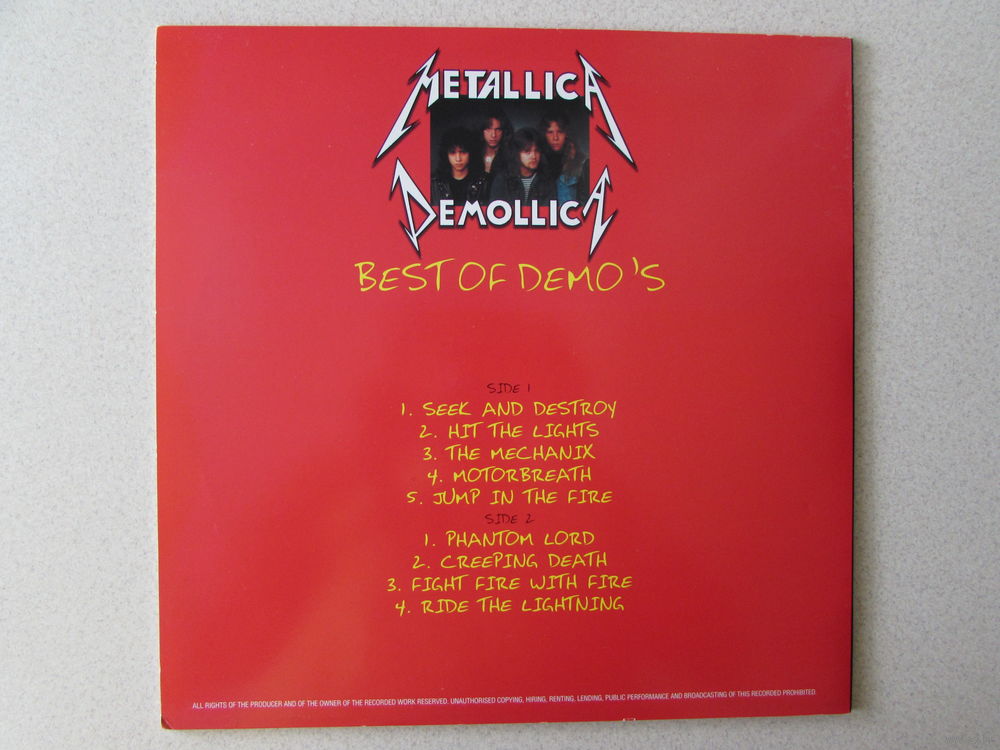 METALLICA
DEMOLLICA
BEST OF DEMO'S
SIDE 1
1. SEEK AND DESTROY
2. HIT THE LIGHTS
3. THE MECHANIX
4. MOTORBREATH
5. JUMP IN THE FIRE
SIDE 2
1. PHANTOM LORD
2. CREEPING DEATH
3. FIGHT FIRE WITH FIRE
4. RIDE THE LIGHTNING
ALL RIGHTS OF THE PRODUCER AND OF THE OWNER OF THE RECORDED WORK RESERVED. UNAUTHORISED COPYING, HIRING, RENTING, LENDING, PUBLIC PERFORMANCE AND BROADCASTING OF THIS RECORDED PROHIBITED.